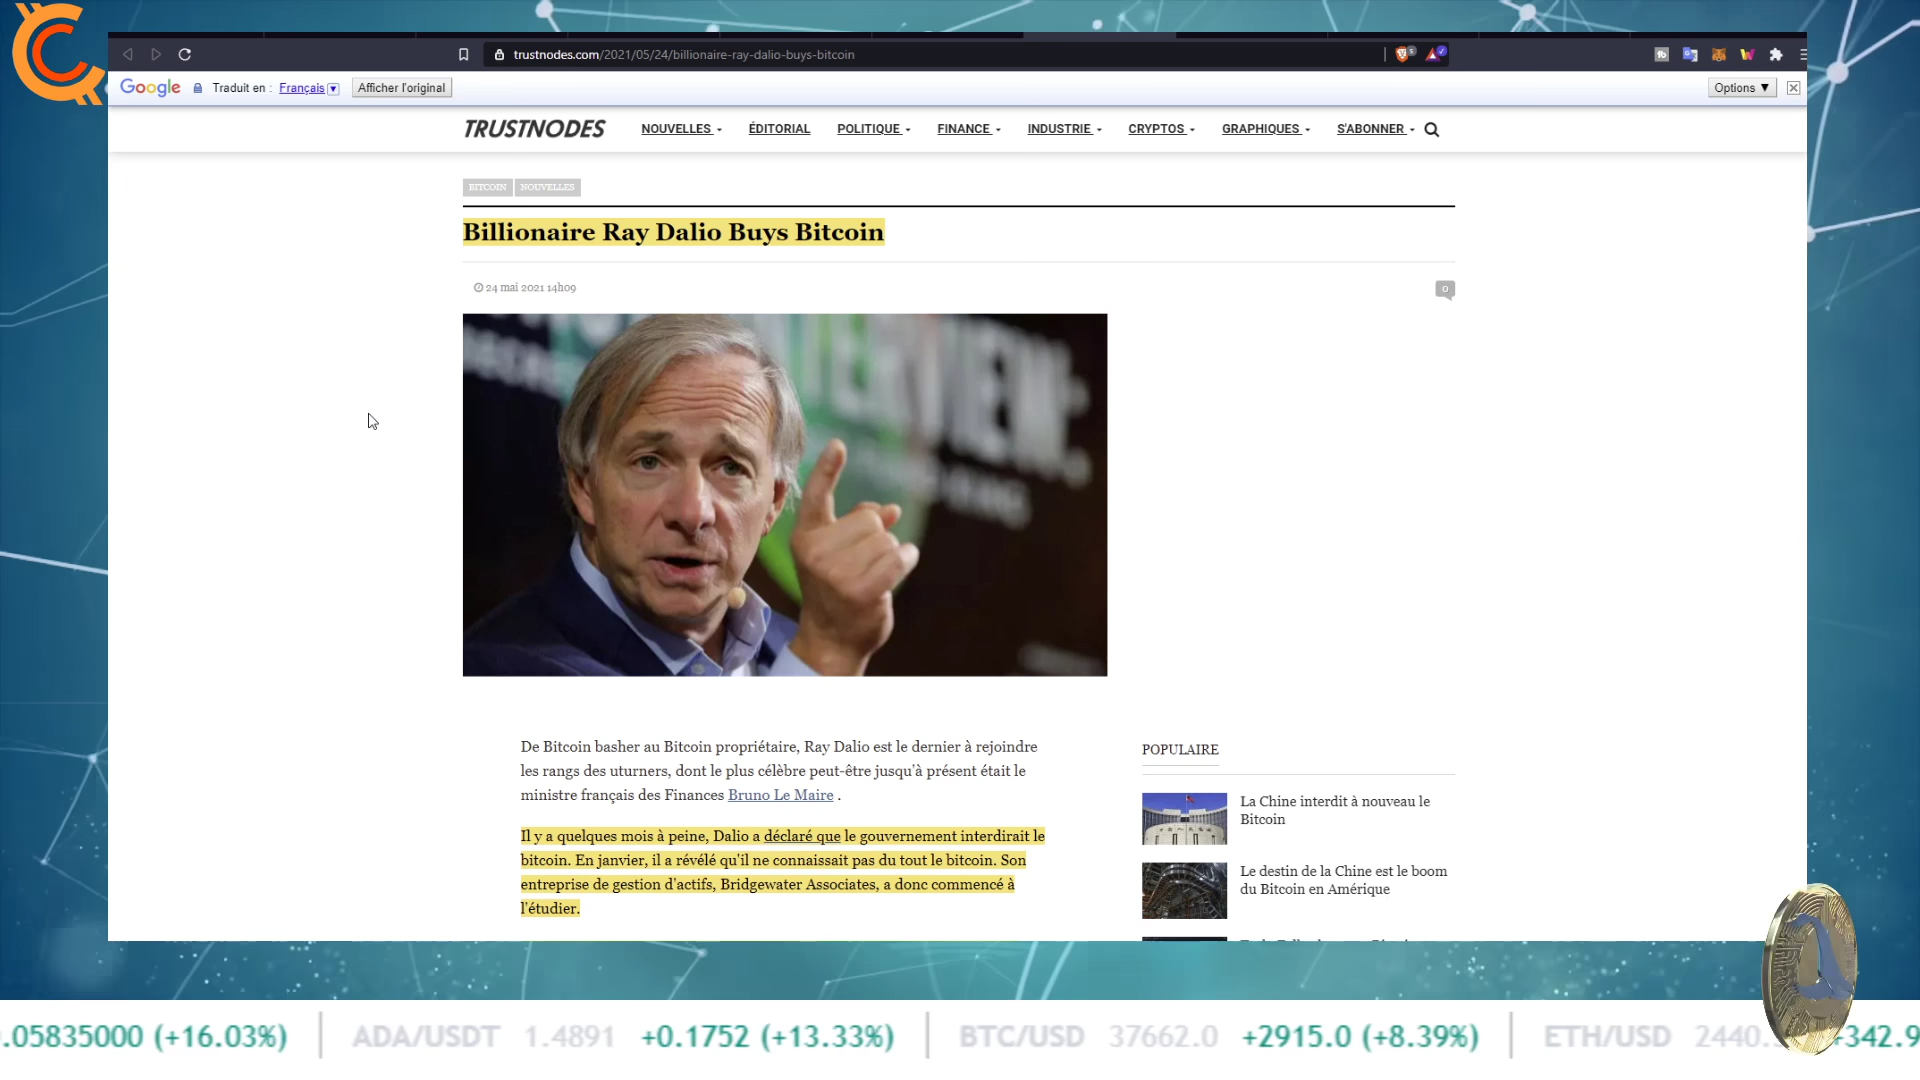 trustnodes.com/2021/05/24/billionaire-ray-dalio-buys-bitcoin
Google Traduit en : Français Afficher l'original Options ▼
TRUSTNODES NOUVELLES ÉDITORIAL POLITIQUE FINANCE INDUSTRIE CRYPTOS GRAPHIQUES S'ABONNER
BITCOIN NOUVELLES
Billionaire Ray Dalio Buys Bitcoin
24 mai 2021 14h09
0
De Bitcoin basher au Bitcoin propriétaire, Ray Dalio est le dernier à rejoindre
les rangs des uturners, dont le plus célèbre peut-être jusqu'à présent était le
ministre français des Finances Bruno Le Maire .
Il y a quelques mois à peine, Dalio a déclaré que le gouvernement interdirait le
bitcoin. En janvier, il a révélé qu'il ne connaissait pas du tout le bitcoin. Son
entreprise de gestion d'actifs, Bridgewater Associates, a donc commencé à
l'étudier.
POPULAIRE
La Chine interdit à nouveau le
Bitcoin
Le destin de la Chine est le boom
du Bitcoin en Amérique
.05835000 (+16.03%) ADA/USDT 1.4891 +0.1752 (+13.33%) BTC/USD 37662.0 +2915.0 (+8.39%) ETH/USD 2440. +342.9